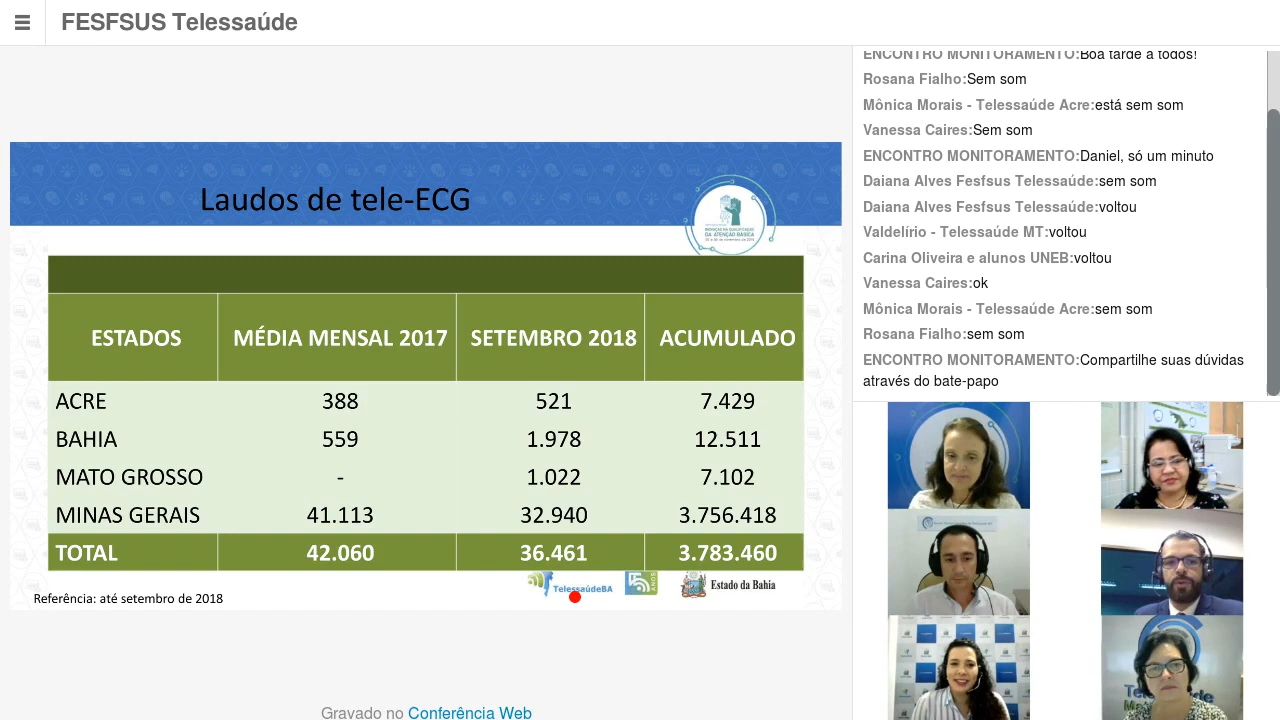 FESFSUS Telessaúde
Laudos de tele-ECG
DA ATENÇÃO BÁSICA
ESTADOS MÉDIA MENSAL 2017 SETEMBRO 2018 ACUMULADO
ACRE 388 521 7.429
BAHIA 559 1.978 12.511
MATO GROSSO - 1.022 7.102
MINAS GERAIS 41.113 32.940 3.756.418
TOTAL 42.060 36.461 3.783.460
TelessaúdeBA Estado da Bahia
Referência: até setembro de 2018
Gravado no Conferência Web
ENCONTRO MONITORAMENTO:Boa tarde a todos!
Rosana Fialho:Sem som
Mônica Morais - Telessaúde Acre:está sem som
Vanessa Caires:Sem som
ENCONTRO MONITORAMENTO:Daniel, só um minuto
Daiana Alves Fesfsus Telessaúde:sem som
Daiana Alves Fesfsus Telessaúde:voltou
Valdelírio - Telessaúde MT:voltou
Carina Oliveira e alunos UNEB:voltou
Vanessa Caires:ok
Mônica Morais - Telessaúde Acre:sem som
Rosana Fialho:sem som
ENCONTRO MONITORAMENTO:Compartilhe suas dúvidas
através do bate-papo